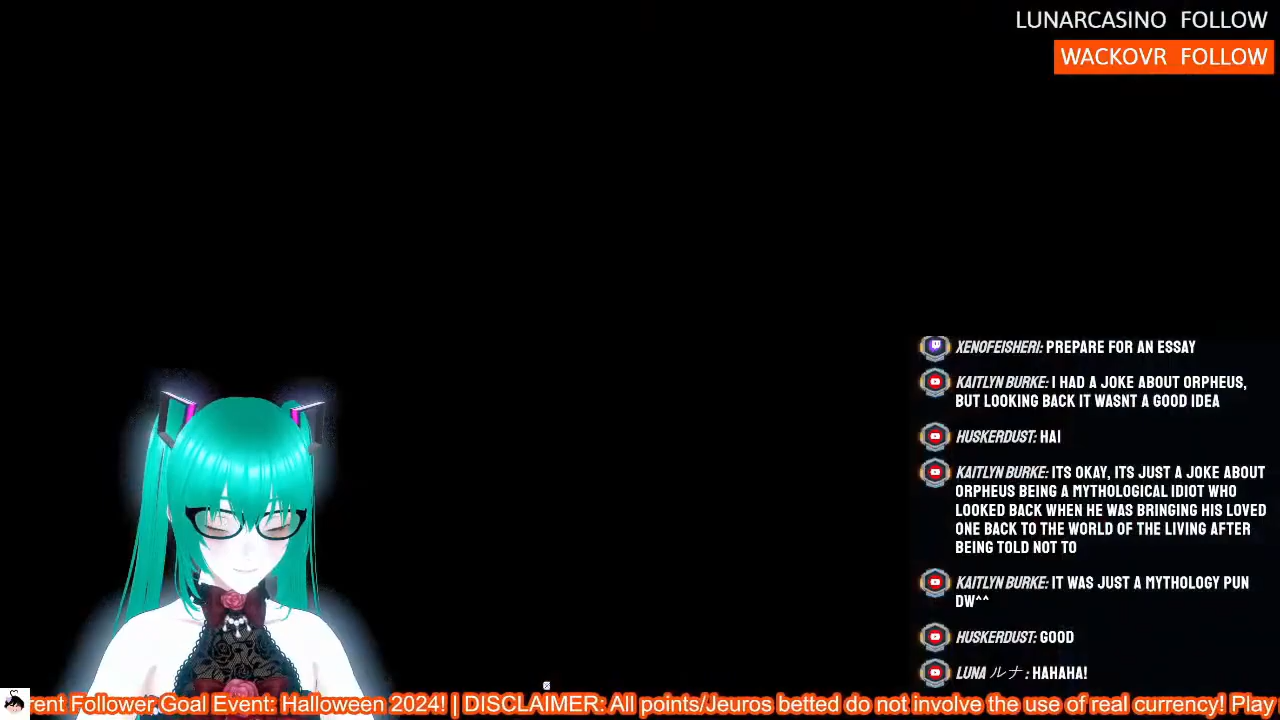 LUNARCASINO FOLLOW
WACKOVR FOLLOW
XENOFEISHERI: PREPARE FOR AN ESSAY
KAITLYN BURKE: I HAD A JOKE ABOUT ORPHEUS,
BUT LOOKING BACK IT WASNT A GOOD IDEA
HUSKERDUST: HAI
KAITLYN BURKE: ITS OKAY, ITS JUST A JOKE ABOUT
ORPHEUS BEING A MYTHOLOGICAL IDIOT WHO
LOOKED BACK WHEN HE WAS BRINGING HIS LOVED
ONE BACK TO THE WORLD OF THE LIVING AFTER
BEING TOLD NOT TO
KAITLYN BURKE: IT WAS JUST A MYTHOLOGY PUN
DW^^
HUSKERDUST: GOOD
LUNA ルナ: HAHAHA!
rent Follower Goal Event: Halloween 2024! | DISCLAIMER: All points/Jeuros betted do not involve the use of real currency! Play